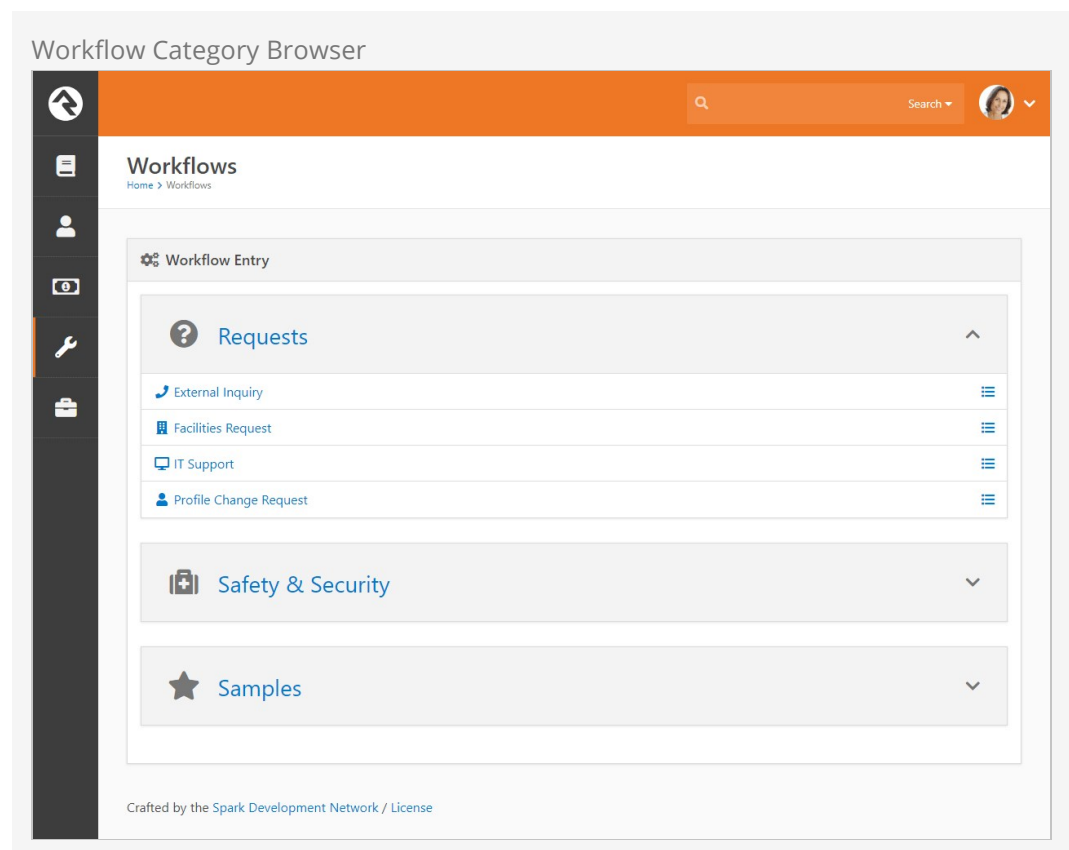 Workflow Category Browser
Search
Workflows
Home > Workflows
Workflow Entry
Requests
External Inquiry
Facilities Request
IT Support
Profile Change Request
Safety & Security
Samples
Crafted by the Spark Development Network / License